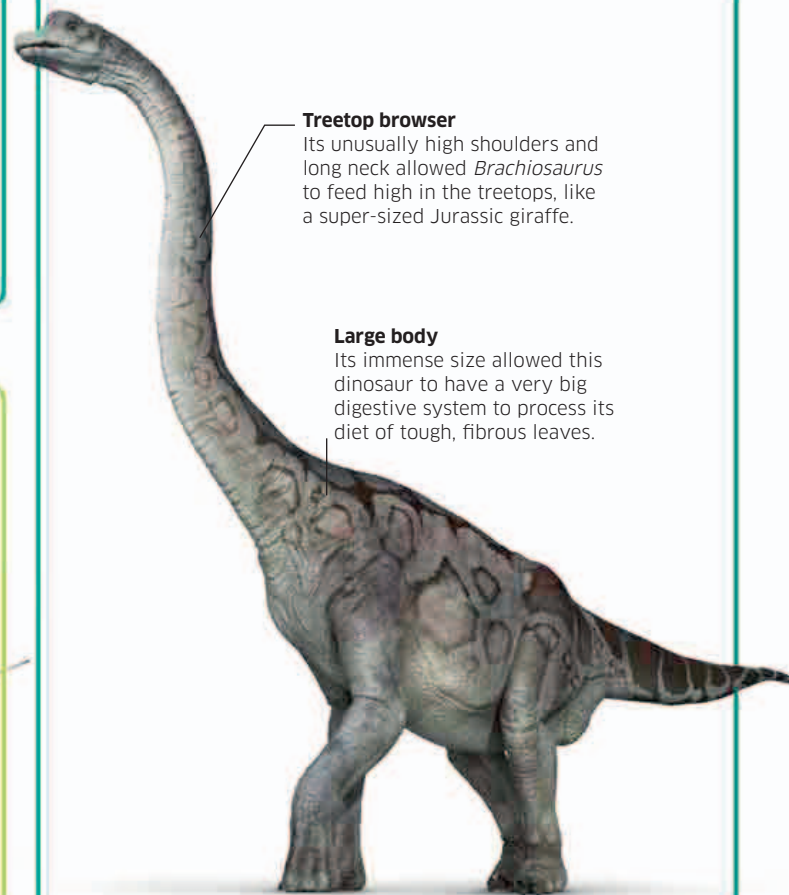 Treetop browser
Its unusually high shoulders and
long neck allowed Brachiosaurus
to feed high in the treetops, like
a super-sized Jurassic giraffe.
Large body
Its immense size allowed this
dinosaur to have a very big
digestive system to process its
diet of tough, fibrous leaves.